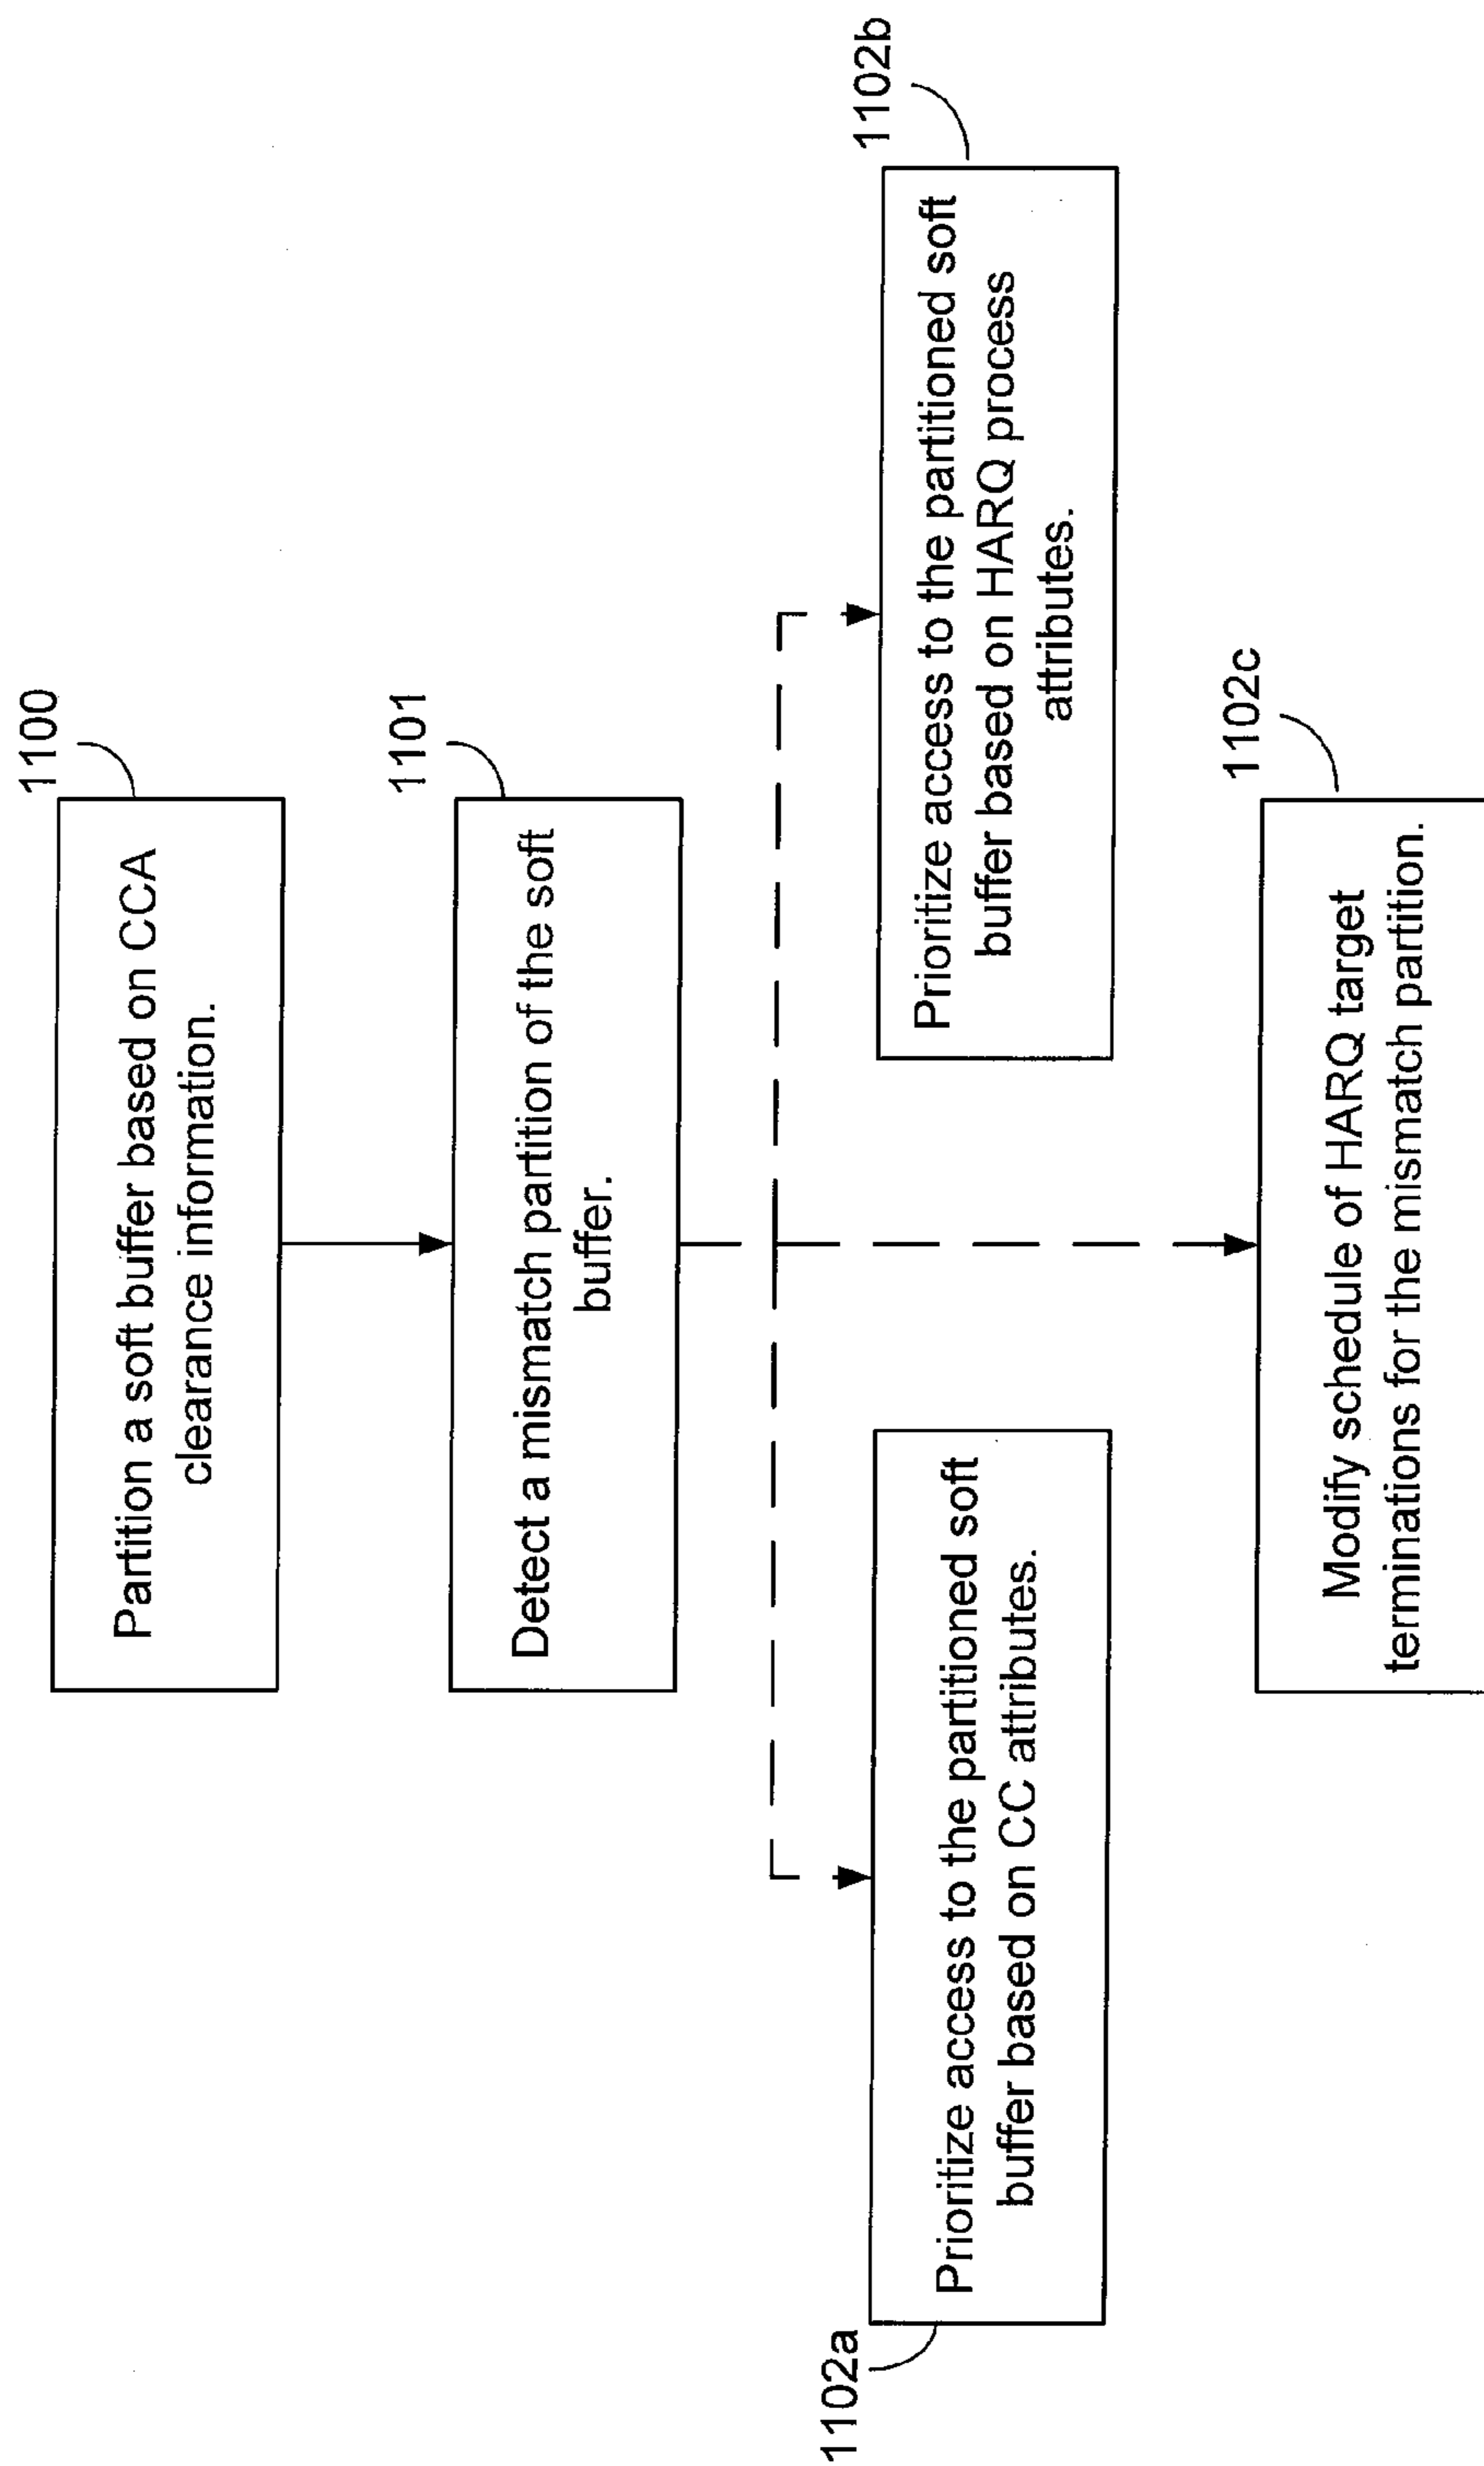 1100
Partition a soft buffer based on CCA
clearance information.
1101
Detect a mismatch partition of the soft
buffer.
1102a
Prioritize access to the partitioned soft
buffer based on CC attributes.
1102b
Prioritize access to the partitioned soft
buffer based on HARQ process
attributes.
1102c
Modify schedule of HARQ target
terminations for the mismatch partition.